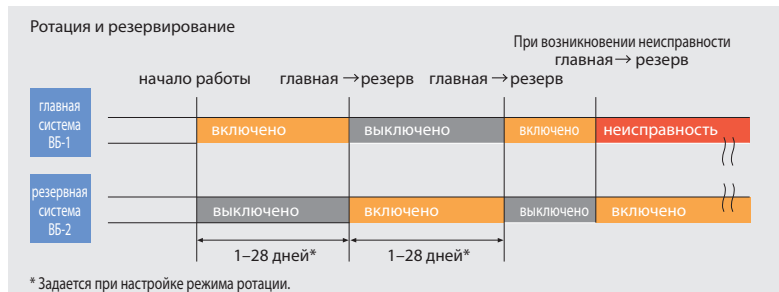 Ротация и резервирование
При возникновении неисправности
главная → резерв
начало работы главная →резерв главная →резерв
главная
система
ВБ-1
включено выключено включено неисправность
резервная
система
ВБ-2
выключено включено выключено включено
1–28 дней* 1–28 дней*
* Задается при настройке режима ротации.